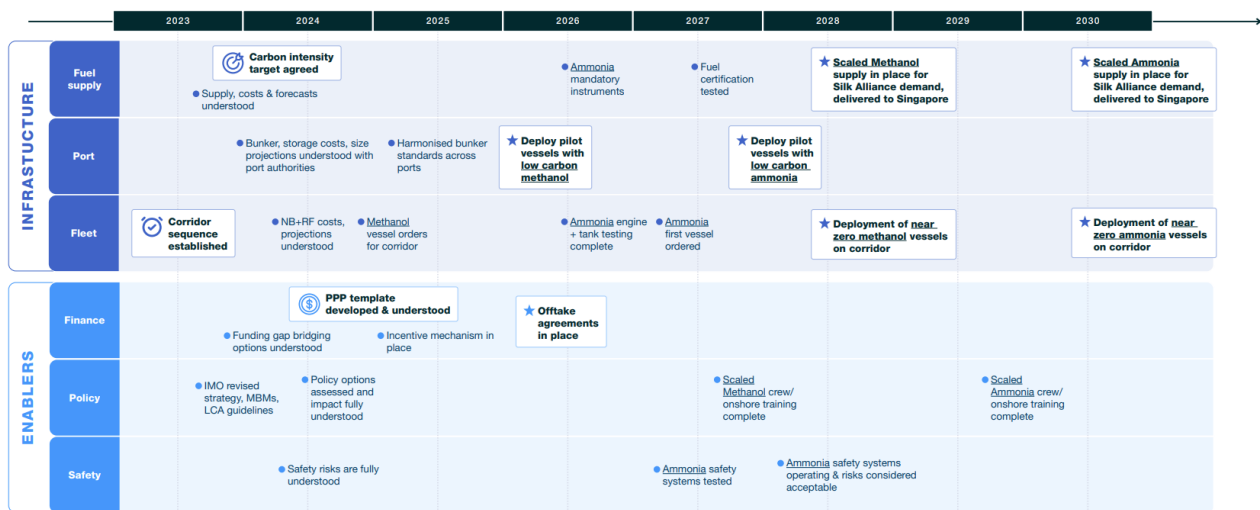 2023 2024 2025 2026 2027 2028 2029 2030
INFRASTUCTURE
Fuel
supply
Carbon intensity
target agreed
Supply, costs & forecasts
understood
Ammonia
mandatory
instruments
Fuel
certification
tested
Scaled Methanol
supply in place for
Silk Alliance demand,
delivered to Singapore
Scaled Ammonia
supply in place for
Silk Alliance demand,
delivered to Singapore
Port
Bunker, storage costs, size
projections understood with
port authorities
Harmonised bunker
standards across
ports
Deploy pilot
vessels with
low carbon
methanol
Deploy pilot
vessels with
low carbon
ammonia
Fleet
Corridor
sequence
established
NB+RF costs,
projections
understood
Methanol
vessel orders
for corridor
Ammonia engine
+ tank testing
complete
Ammonia
first vessel
ordered
Deployment of near
zero methanol vessels
on corridor
Deployment of near
zero ammonia vessels
on corridor
ENABLERS
Finance
$
PPP template
developed & understood
Funding gap bridging
options understood
Incentive mechanism in
place
Offtake
agreements
in place
Policy
IMO revised
strategy, MBMs,
LCA guidelines
Policy options
assessed and
impact fully
understood
Scaled
Methanol crew/
onshore training
complete
Scaled
Ammonia crew/
onshore training
complete
Safety
Safety risks are fully
understood
Ammonia safety
systems tested
Ammonia safety systems
operating & risks considered
acceptable